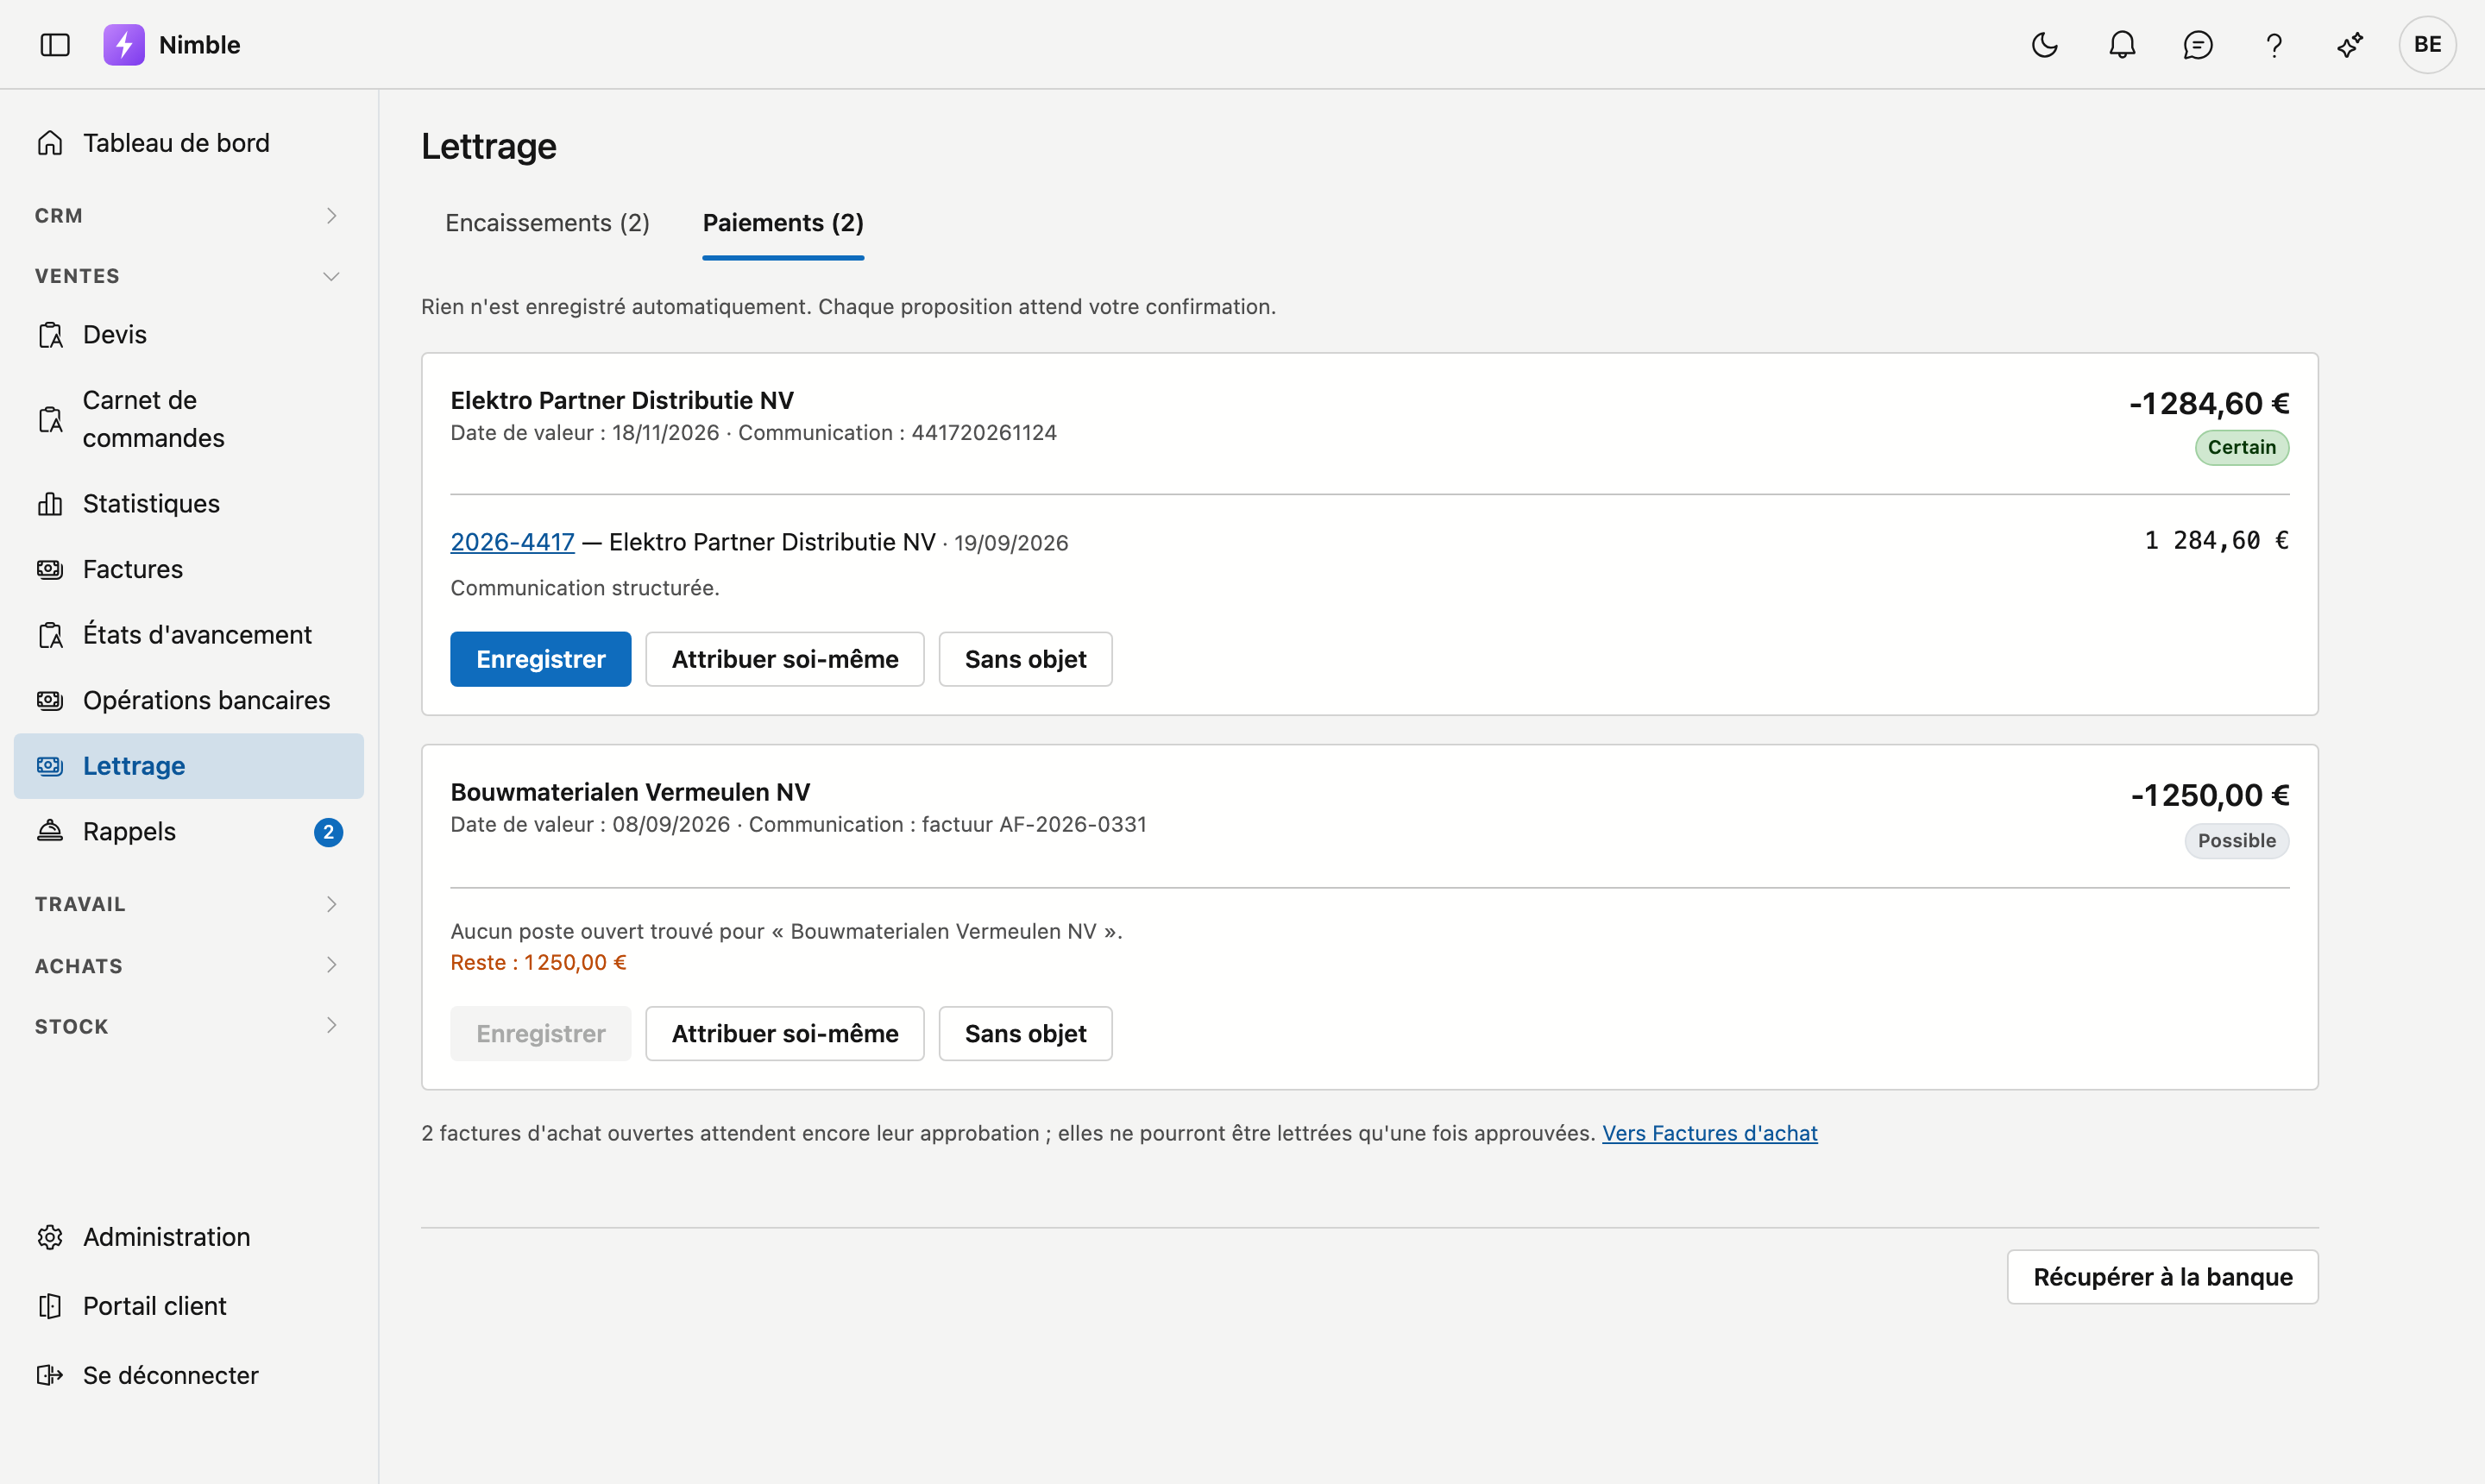 Nimble
BE
Tableau de bord
CRM
VENTES
Devis
Carnet de
commandes
Statistiques
Factures
États d'avancement
Opérations bancaires
Lettrage
Rappels
2
TRAVAIL
ACHATS
STOCK
Administration
Portail client
Se déconnecter
Lettrage
Encaissements (2)
Paiements (2)
Rien n'est enregistré automatiquement. Chaque proposition attend votre confirmation.
Elektro Partner Distributie NV
-1 284,60 €
Date de valeur : 18/11/2026 · Communication : 441720261124
Certain
2026-4417 — Elektro Partner Distributie NV · 19/09/2026
1 284,60 €
Communication structurée.
Enregistrer
Attribuer soi-même
Sans objet
Bouwmaterialen Vermeulen NV
-1 250,00 €
Date de valeur : 08/09/2026 · Communication : factuur AF-2026-0331
Possible
Aucun poste ouvert trouvé pour « Bouwmaterialen Vermeulen NV ».
Reste : 1 250,00 €
Enregistrer
Attribuer soi-même
Sans objet
2 factures d'achat ouvertes attendent encore leur approbation ; elles ne pourront être lettrées qu'une fois approuvées. Vers Factures d'achat
Récupérer à la banque